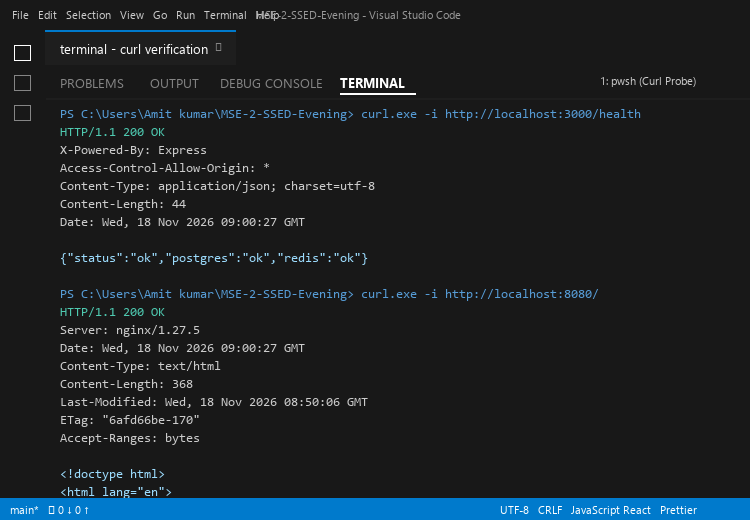 File Edit Selection View Go Run Terminal Help
MSE-2-SSED-Evening - Visual Studio Code
terminal - curl verification
PROBLEMS OUTPUT DEBUG CONSOLE TERMINAL 1: pwsh (Curl Probe)
PS C:\Users\Amit kumar\MSE-2-SSED-Evening> curl.exe -i http://localhost:3000/health
HTTP/1.1 200 OK
X-Powered-By: Express
Access-Control-Allow-Origin: *
Content-Type: application/json; charset=utf-8
Content-Length: 44
Date: Wed, 18 Nov 2026 09:00:27 GMT
{"status":"ok","postgres":"ok","redis":"ok"}
PS C:\Users\Amit kumar\MSE-2-SSED-Evening> curl.exe -i http://localhost:8080/
HTTP/1.1 200 OK
Server: nginx/1.27.5
Date: Wed, 18 Nov 2026 09:00:27 GMT
Content-Type: text/html
Content-Length: 368
Last-Modified: Wed, 18 Nov 2026 08:50:06 GMT
ETag: "6afd66be-170"
Accept-Ranges: bytes
<!doctype html>
<html lang="en">
main* 0 ↓ 0 ↑ UTF-8 CRLF JavaScript React Prettier